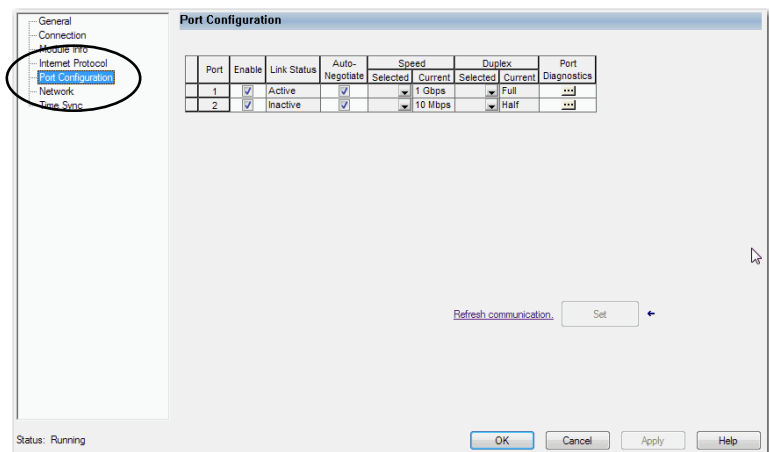 General
Connection
Module Info
Internet Protocol
Port Configuration
Network
Time Sync
Port Configuration
Port Enable Link Status Auto-Negotiate Speed Duplex Port Diagnostics
Selected Current Selected Current
1 Active 1 Gbps Full ...
2 Inactive 10 Mbps Half ...
Refresh communication. Set
Status: Running
OK Cancel Apply Help